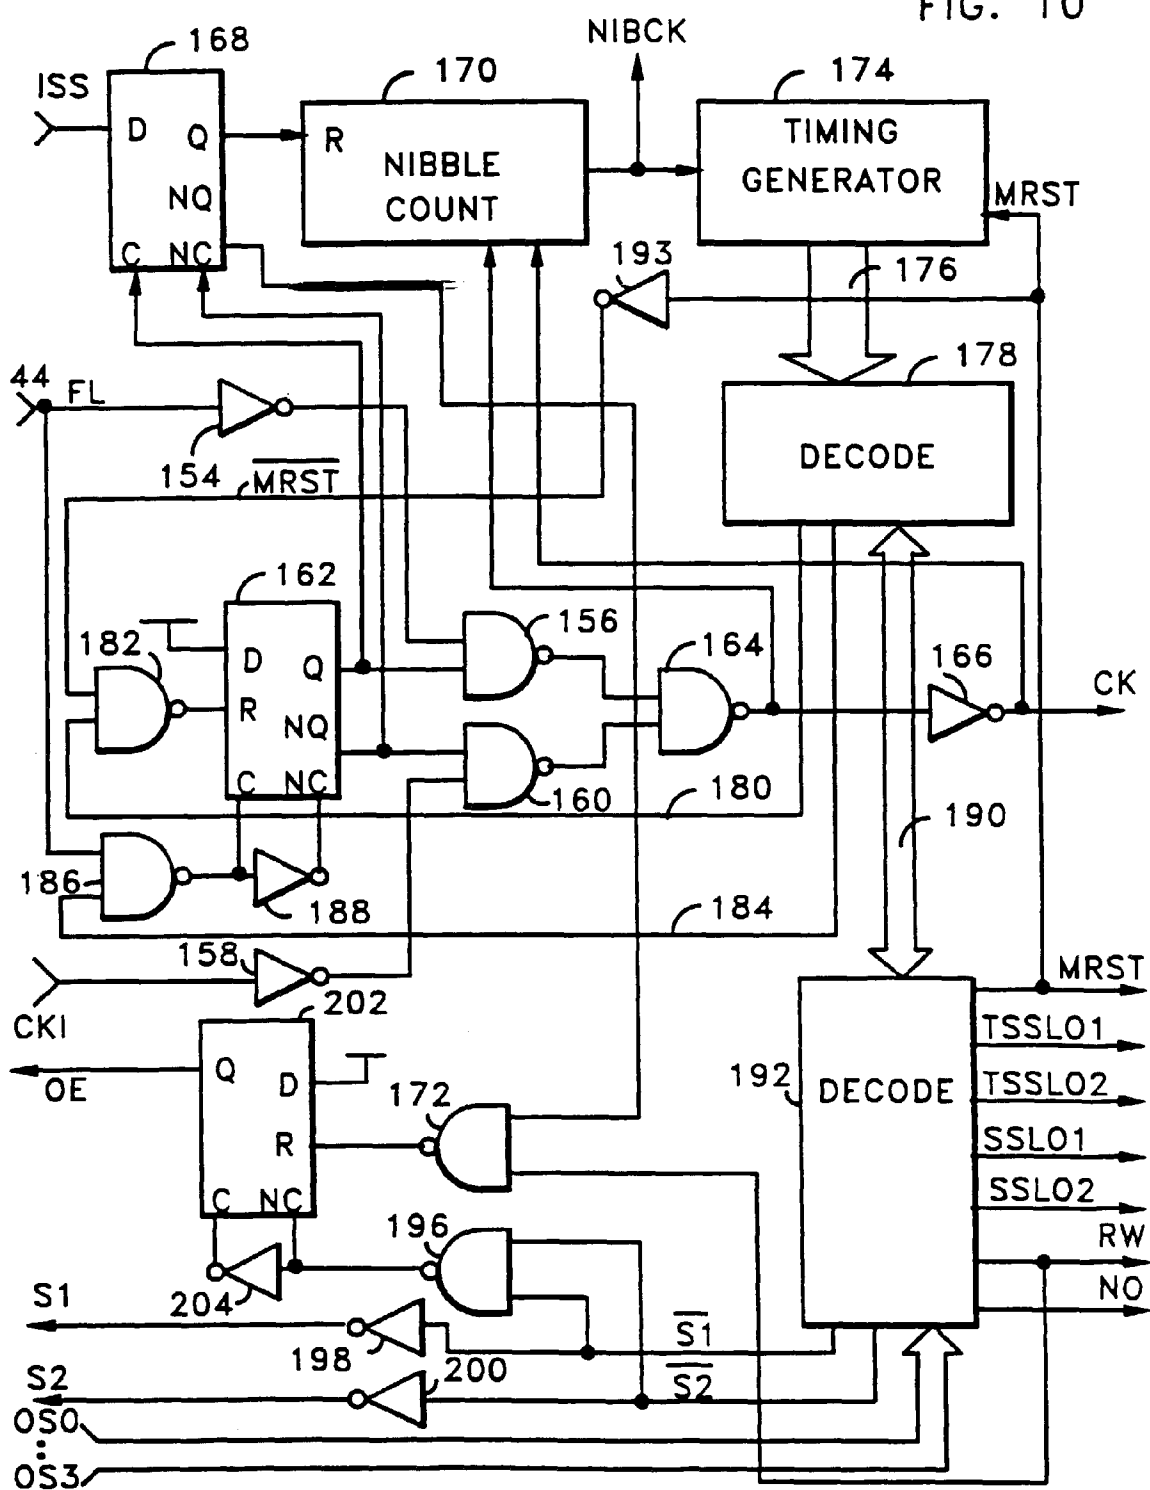 FIG. 10
NIBCK
168
170
174
ISS
D
Q
R
TIMING
GENERATOR
NIBBLE
COUNT
NQ
MRST
C
NC
193
176
44
FL
178
154
MRST
DECODE
162
156
182
D
Q
164
166
CK
R
NQ
C
NC
160
180
190
186
188
184
158
CKI
202
MRST
TSSLO1
Q
D
OE
192
DECODE
172
TSSLO2
R
SSLO1
SSLO2
C
NC
196
RW
204
NO
S1
S1
198
200
S2
S2
OS0
OS3